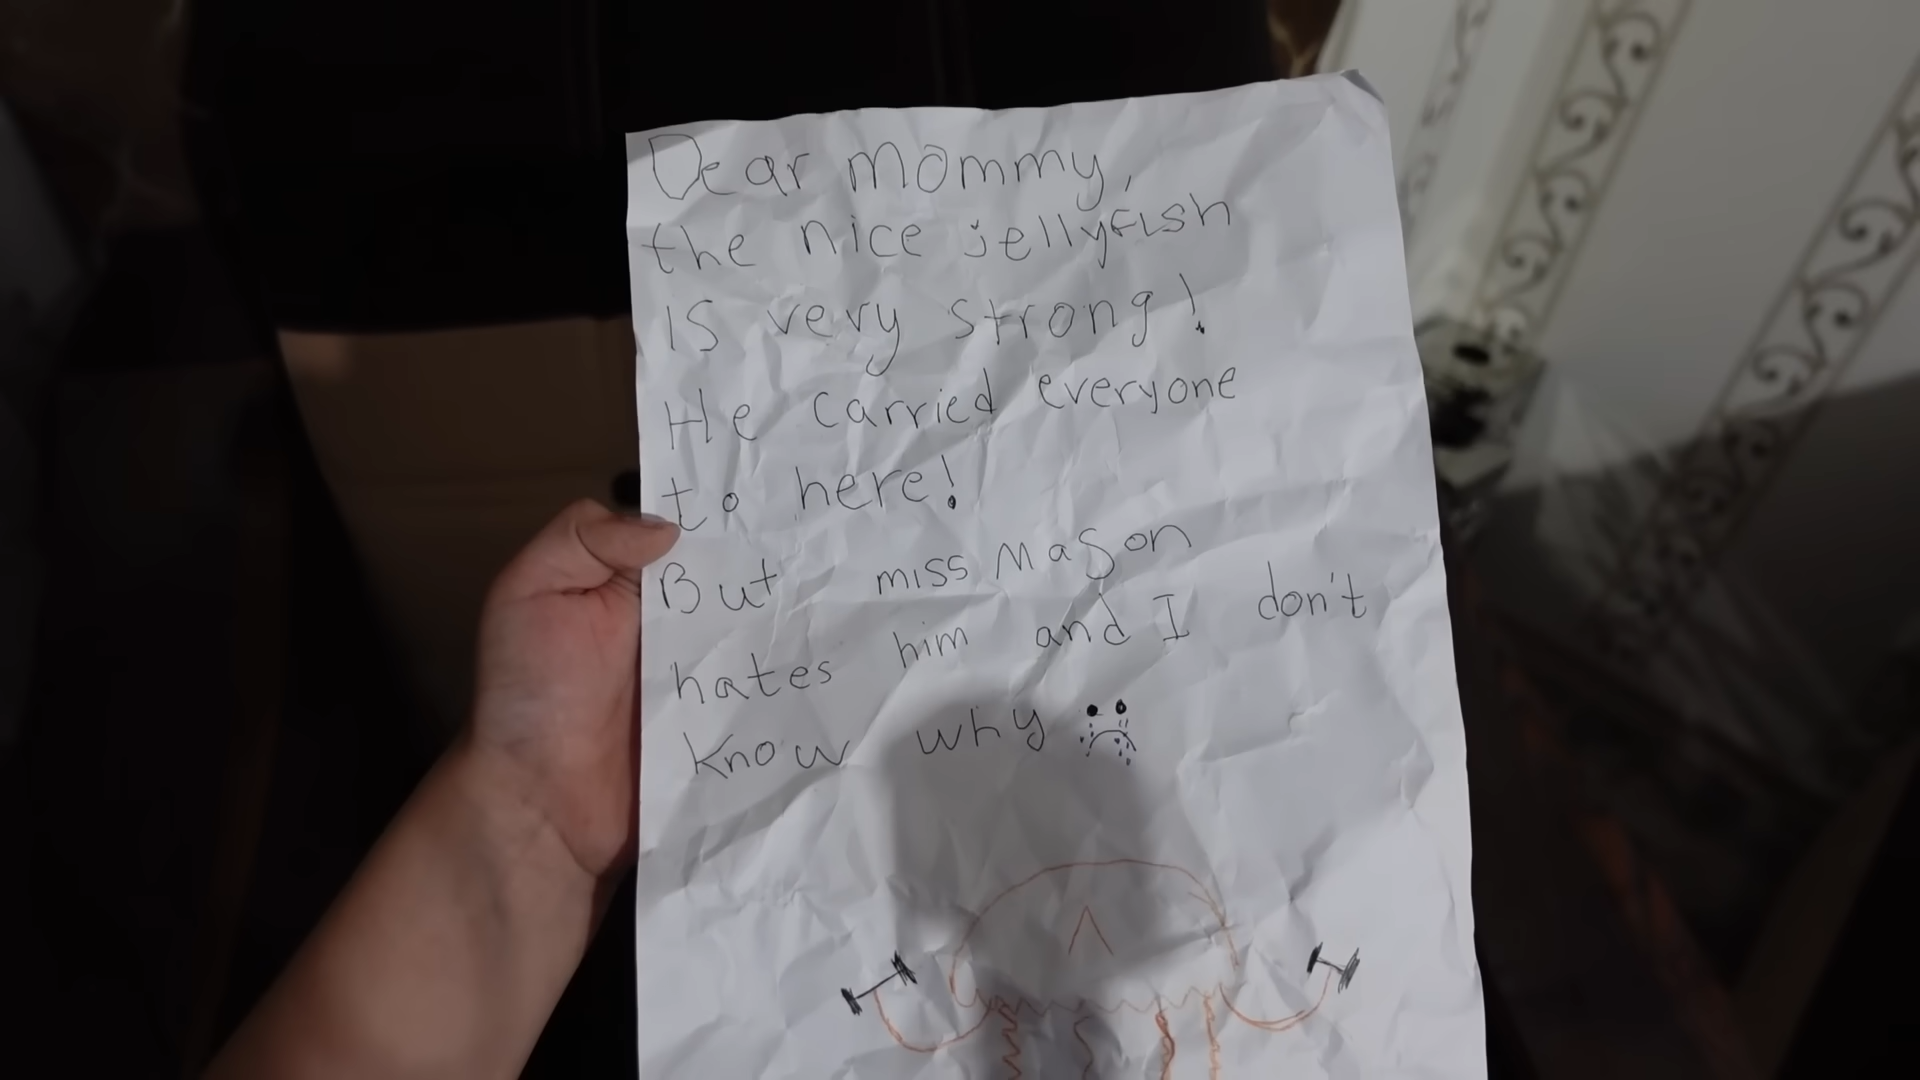 Dear mommy,
the nice jellyfish
is very strong!
He carried everyone
to here!
But miss Mason
hates him and I don't
know why